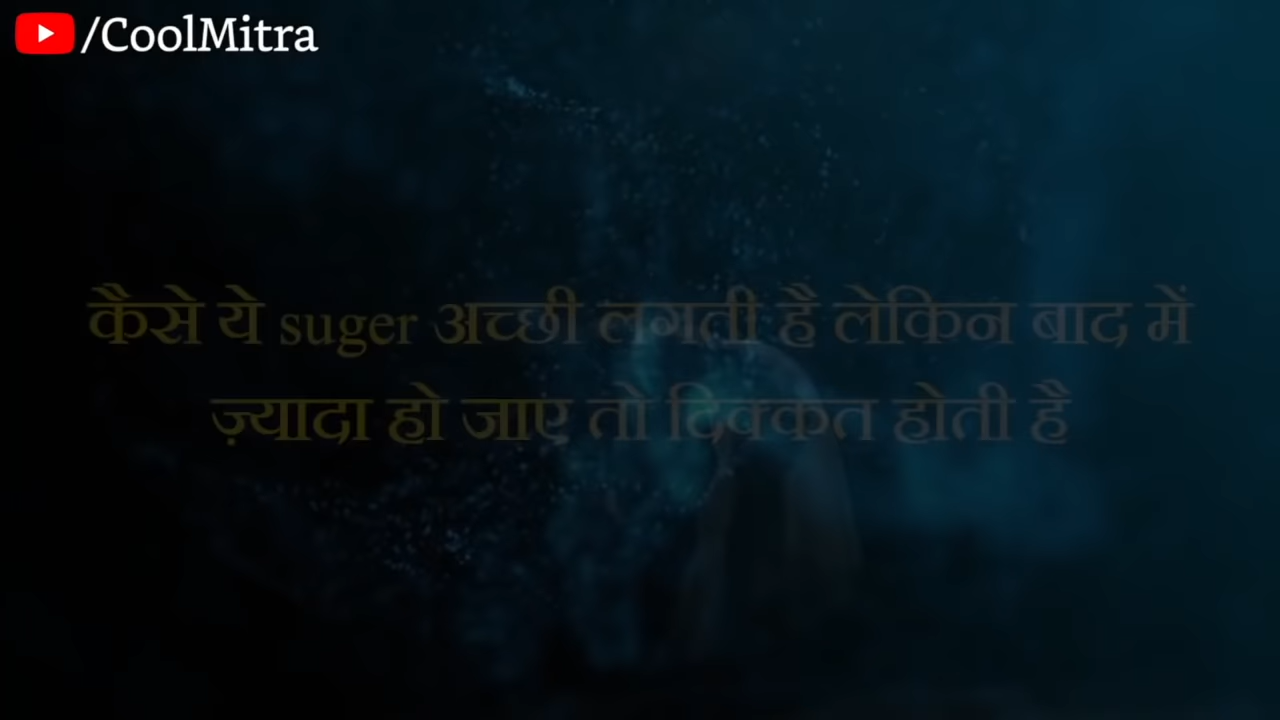 /CoolMitra
कैसे ये suger अच्छी लगती है लेकिन बाद में
ज़्यादा हो जाएं तो दिक्कत होती है